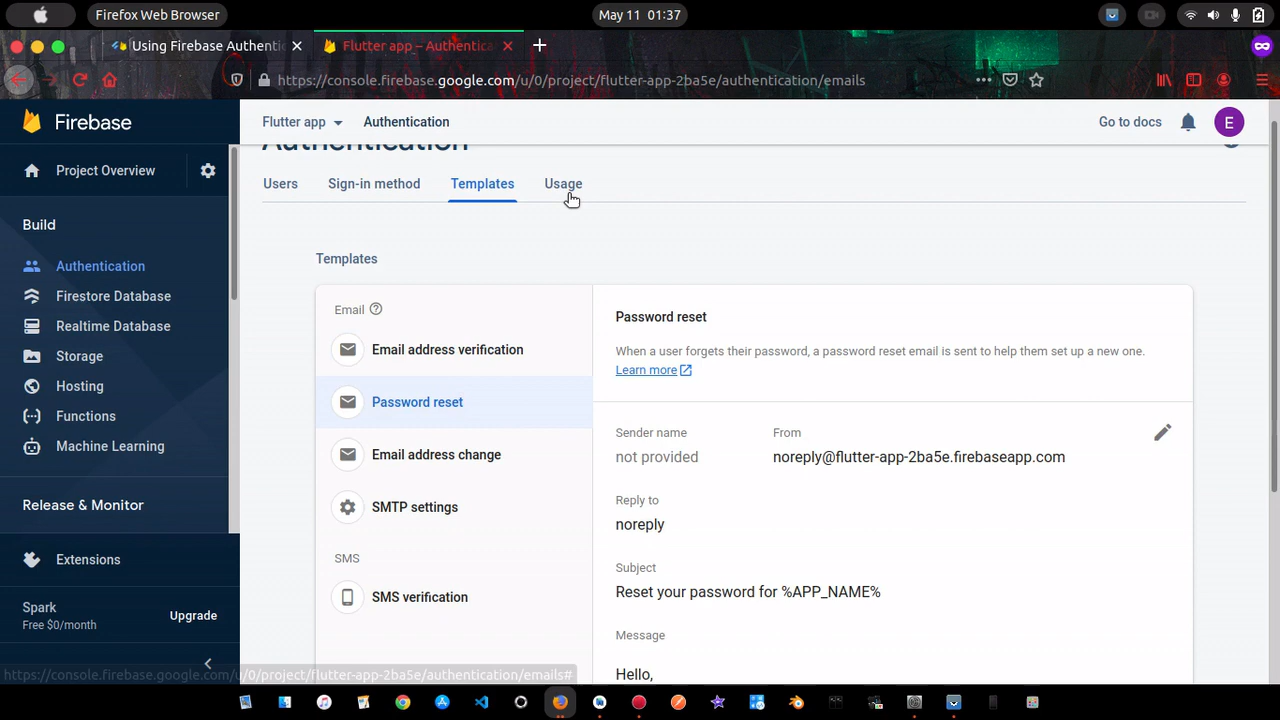 Firefox Web Browser
May 11 01:37
Using Firebase Authenti
Flutter app – Authentica
https://console.firebase.google.com/u/0/project/flutter-app-2ba5e/authentication/emails
Firebase
Flutter app
Authentication
Go to docs
E
Project Overview
Authentication
Users
Sign-in method
Templates
Usage
Build
Authentication
Firestore Database
Realtime Database
Storage
Hosting
Functions
Machine Learning
Release & Monitor
Extensions
Spark
Free $0/month
Upgrade
Templates
Email
Email address verification
Password reset
Email address change
SMTP settings
SMS
SMS verification
Password reset
When a user forgets their password, a password reset email is sent to help them set up a new one.
Learn more
Sender name
not provided
From
noreply@flutter-app-2ba5e.firebaseapp.com
Reply to
noreply
Subject
Reset your password for %APP_NAME%
Message
Hello,
https://console.firebase.google.com/u/0/project/flutter-app-2ba5e/authentication/emails#